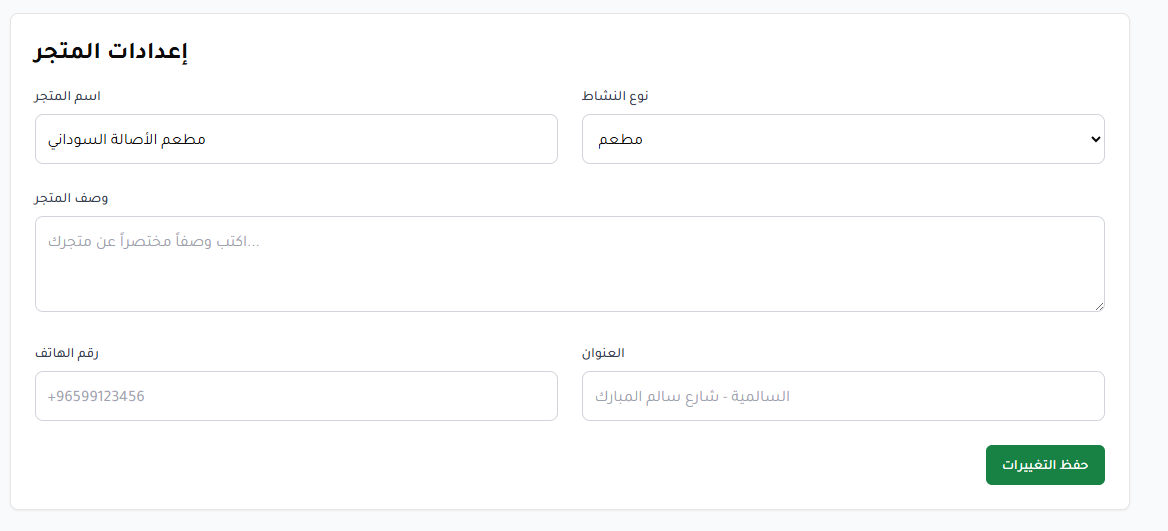 إعدادات المتجر
اسم المتجر
مطعم الأصالة السوداني
نوع النشاط
مطعم
وصف المتجر
اكتب وصفاً مختصراً عن متجرك...
رقم الهاتف
+96599123456
العنوان
السالمية - شارع سالم المبارك
حفظ التغييرات